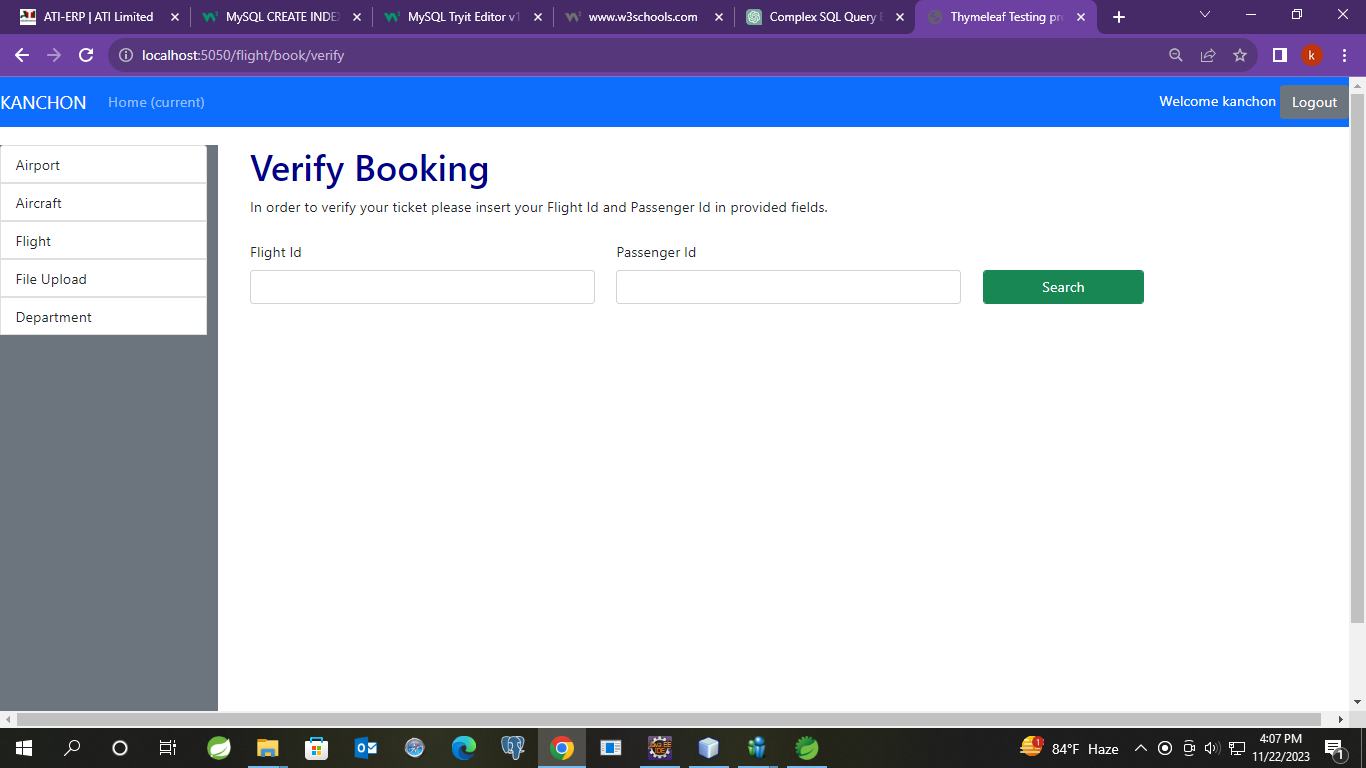 ATI-ERP | ATI Limited
MySQL CREATE INDEX
MySQL Tryit Editor v1
www.w3schools.com
Complex SQL Query
Thymeleaf Testing pr
localhost:5050/flight/book/verify
k
KANCHON
Home (current)
Welcome kanchon
Logout
Airport
Aircraft
Flight
File Upload
Department
Verify Booking
In order to verify your ticket please insert your Flight Id and Passenger Id in provided fields.
Flight Id
Passenger Id
Search
1
84°F Haze
4:07 PM
11/22/2023
1